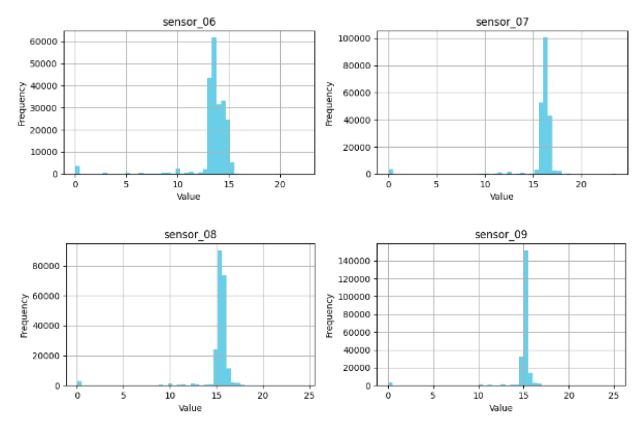 sensor_06
60000
50000
40000
30000
20000
10000
0
Frequency
0 5 10 15 20
Value
sensor_07
100000
80000
60000
40000
20000
0
Frequency
0 5 10 15 20
Value
sensor_08
80000
60000
40000
20000
0
Frequency
0 5 10 15 20 25
Value
sensor_09
140000
120000
100000
80000
60000
40000
20000
0
Frequency
0 5 10 15 20 25
Value